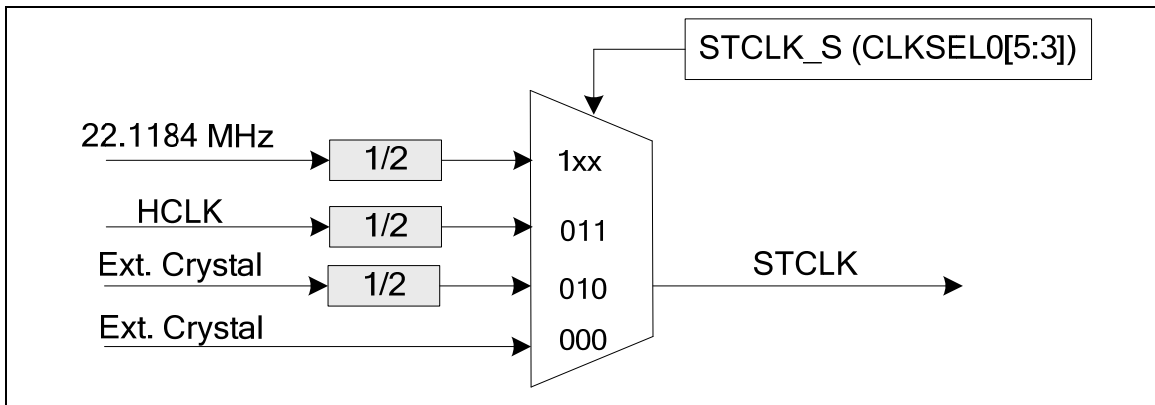 STCLK_S (CLKSEL0[5:3])
22.1184 MHz
1/2
1xx
HCLK
1/2
011
Ext. Crystal
1/2
010
STCLK
Ext. Crystal
000